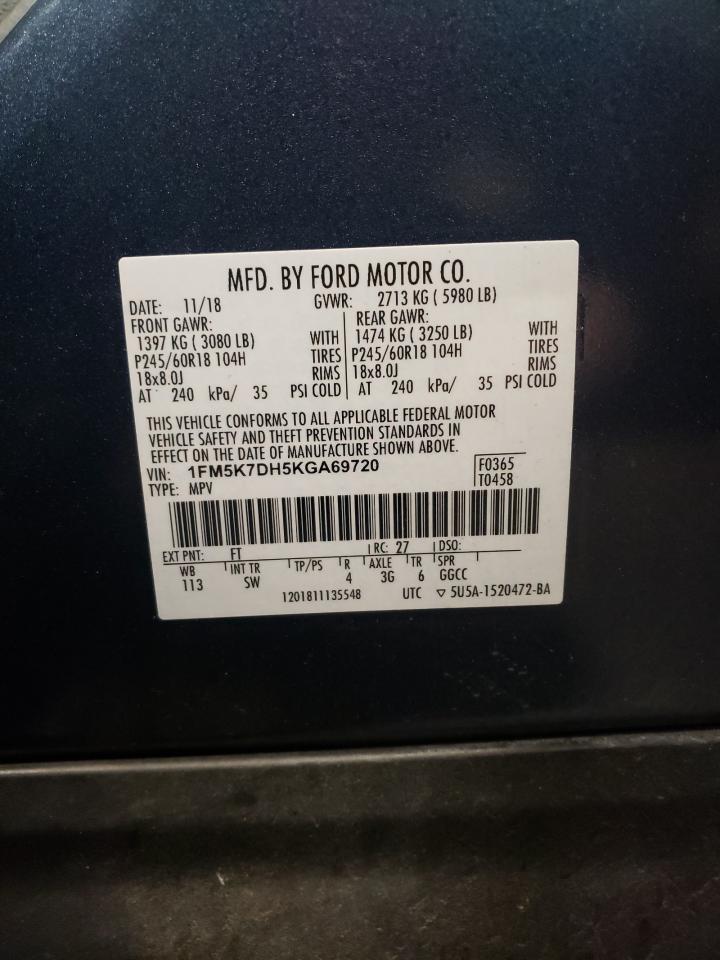 MFD. BY FORD MOTOR CO.
DATE: 11/18 GVWR: 2713 KG ( 5980 LB)
FRONT GAWR: REAR GAWR:
1397 KG ( 3080 LB) WITH 1474 KG ( 3250 LB) WITH
P245/60R18 104H TIRES P245/60R18 104H TIRES
18x8.0J RIMS 18x8.0J RIMS
AT 240 kPa/ 35 PSI COLD AT 240 kPa/ 35 PSI COLD
THIS VEHICLE CONFORMS TO ALL APPLICABLE FEDERAL MOTOR
VEHICLE SAFETY AND THEFT PREVENTION STANDARDS IN
EFFECT ON THE DATE OF MANUFACTURE SHOWN ABOVE.
VIN: 1FM5K7DH5KGA69720 F0365
TYPE: MPV T0458
EXT PNT: FT RC: 27 DSO:
WB INT TR TP/PS R AXLE TR SPR
113 SW 4 3G 6 GGCC
1201811135548 UTC ▽ 5U5A-1520472-BA